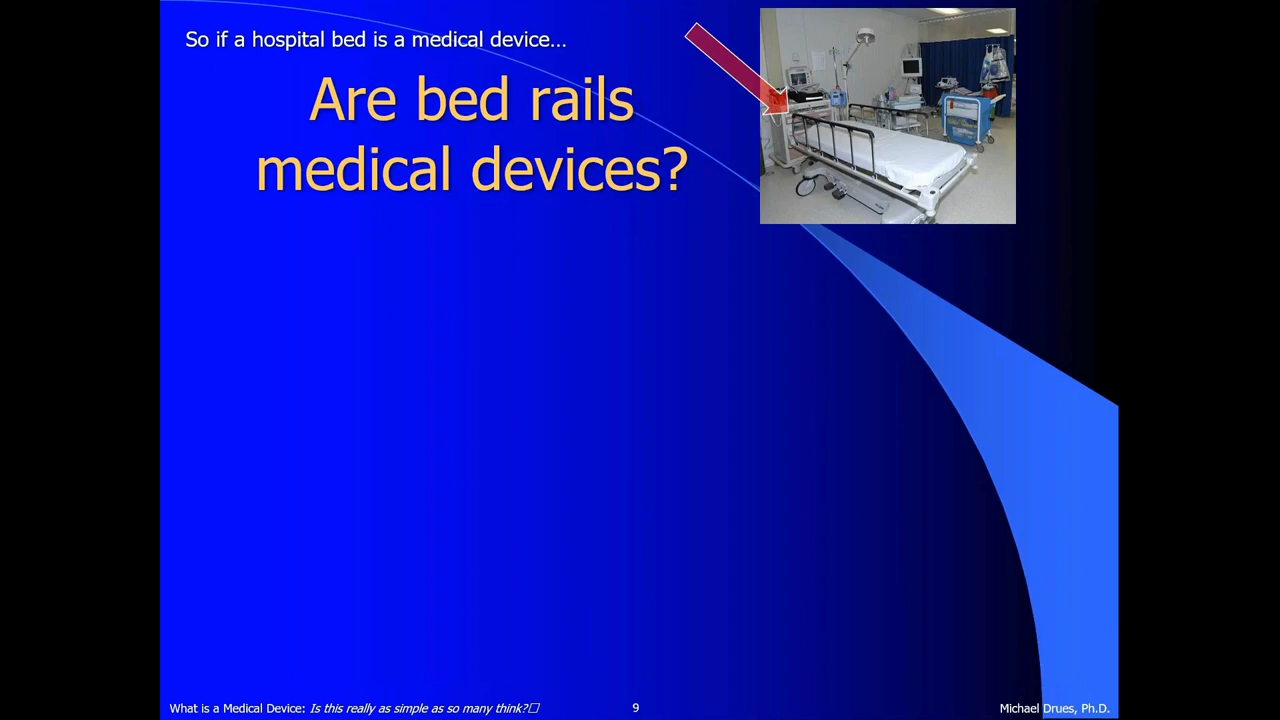 So if a hospital bed is a medical device…
Are bed rails
medical devices?
What is a Medical Device: Is this really as simple as so many think?□
9
Michael Drues, Ph.D.